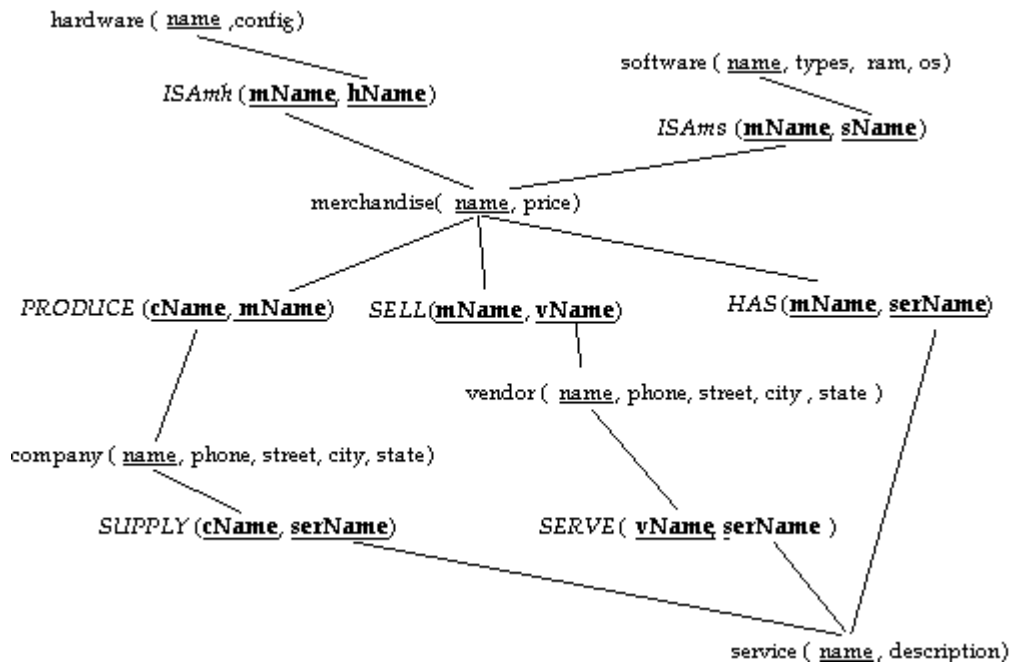 hardware ( name ,config)
software ( name, types, ram, os)
ISAmh (mName, hName)
ISAms (mName, sName)
merchandise( name, price)
PRODUCE (cName, mName)
SELL(mName, vName)
HAS(mName, serName)
vendor ( name, phone, street, city , state )
company ( name, phone, street, city, state)
SUPPLY(cName, serName)
SERVE( vName, serName )
service ( name, description)